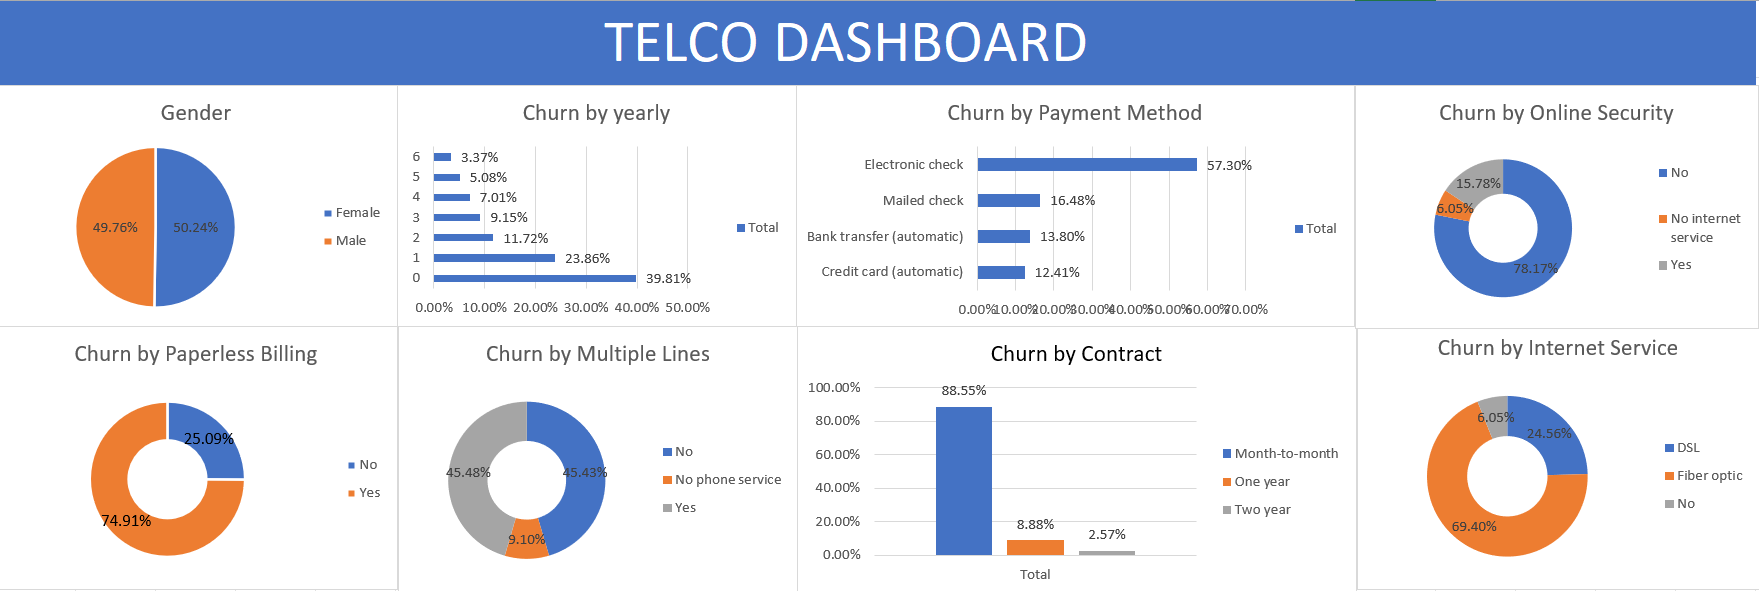 TELCO DASHBOARD
Gender
49.76%
50.24%
Female
Male
Churn by yearly
6
3.37%
5
5.08%
4
7.01%
3
9.15%
2
11.72%
1
23.86%
0
39.81%
0.00% 10.00% 20.00% 30.00% 40.00% 50.00%
Total
Churn by Payment Method
Electronic check
57.30%
Mailed check
16.48%
Bank transfer (automatic)
13.80%
Credit card (automatic)
12.41%
0.00% 10.00% 20.00% 30.00% 40.00% 50.00% 60.00% 70.00%
Total
Churn by Online Security
15.78%
6.05%
78.17%
No
No internet
service
Yes
Churn by Paperless Billing
25.09%
74.91%
No
Yes
Churn by Multiple Lines
45.48%
45.43%
9.10%
No
No phone service
Yes
Churn by Contract
100.00%
80.00%
60.00%
40.00%
20.00%
0.00%
88.55%
8.88%
2.57%
Total
Month-to-month
One year
Two year
Churn by Internet Service
6.05%
24.56%
69.40%
DSL
Fiber optic
No